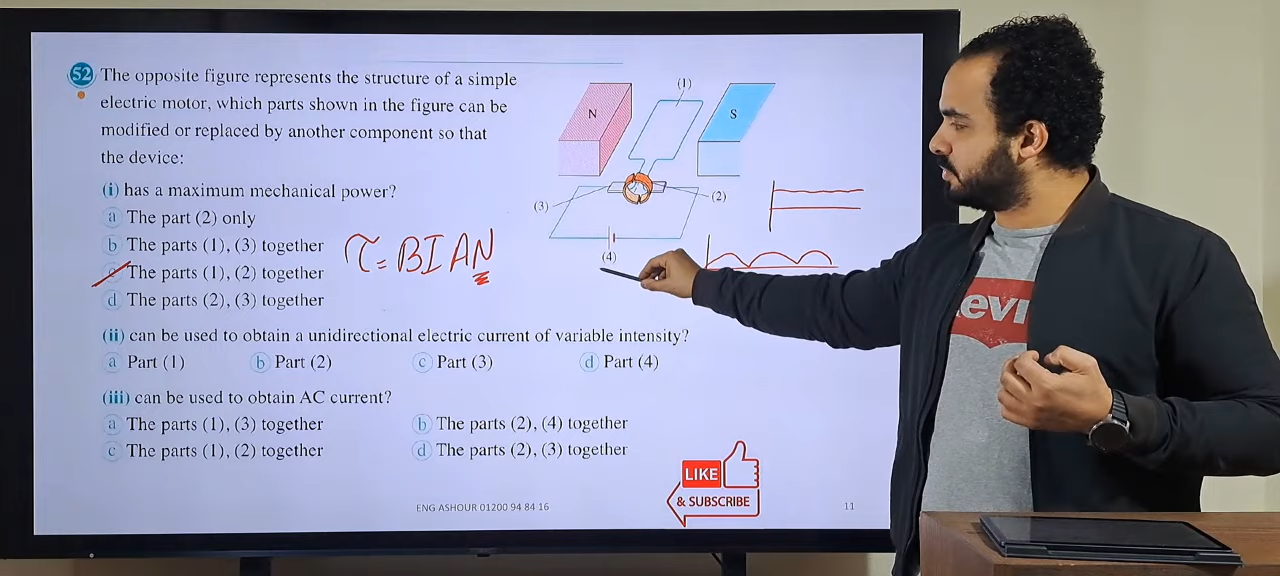 52 The opposite figure represents the structure of a simple
electric motor, which parts shown in the figure can be
modified or replaced by another component so that
the device:
(i) has a maximum mechanical power?
a The part (2) only
b The parts (1), (3) together
c The parts (1), (2) together
d The parts (2), (3) together
τ = BIAN
N
S
(1)
(2)
(3)
(4)
(ii) can be used to obtain a unidirectional electric current of variable intensity?
a Part (1) b Part (2) c Part (3) d Part (4)
(iii) can be used to obtain AC current?
a The parts (1), (3) together b The parts (2), (4) together
c The parts (1), (2) together d The parts (2), (3) together
LIKE
& SUBSCRIBE
ENG ASHOUR 01200 94 84 16
11
Levi